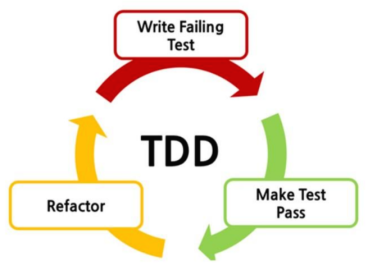 Write Failing
Test
TDD
Make Test
Pass
Refactor